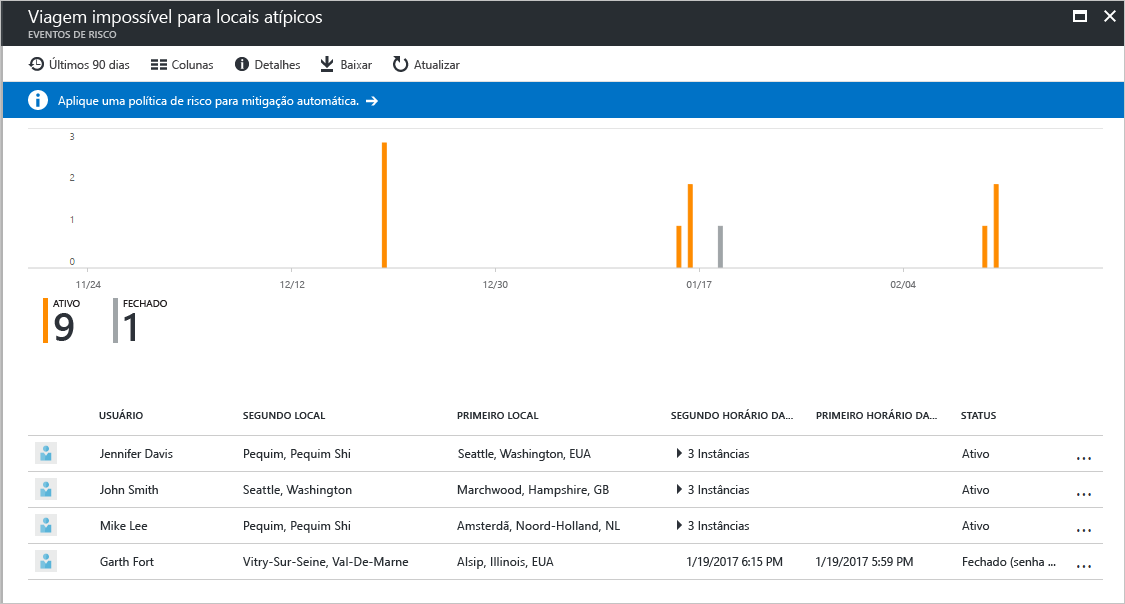 Viagem impossível para locais atípicos
EVENTOS DE RISCO
Últimos 90 dias Colunas Detalhes Baixar Atualizar
Aplique uma política de risco para mitigação automática.
3
2
1
0
11/24 12/12 12/30 01/17 02/04
ATIVO FECHADO
9 1
USUÁRIO SEGUNDO LOCAL PRIMEIRO LOCAL SEGUNDO HORÁRIO DA... PRIMEIRO HORÁRIO DA... STATUS
Jennifer Davis Pequim, Pequim Shi Seattle, Washington, EUA 3 Instâncias Ativo ...
John Smith Seattle, Washington Marchwood, Hampshire, GB 3 Instâncias Ativo ...
Mike Lee Pequim, Pequim Shi Amsterdã, Noord-Holland, NL 3 Instâncias Ativo ...
Garth Fort Vitry-Sur-Seine, Val-De-Marne Alsip, Illinois, EUA 1/19/2017 6:15 PM 1/19/2017 5:59 PM Fechado (senha ... ...